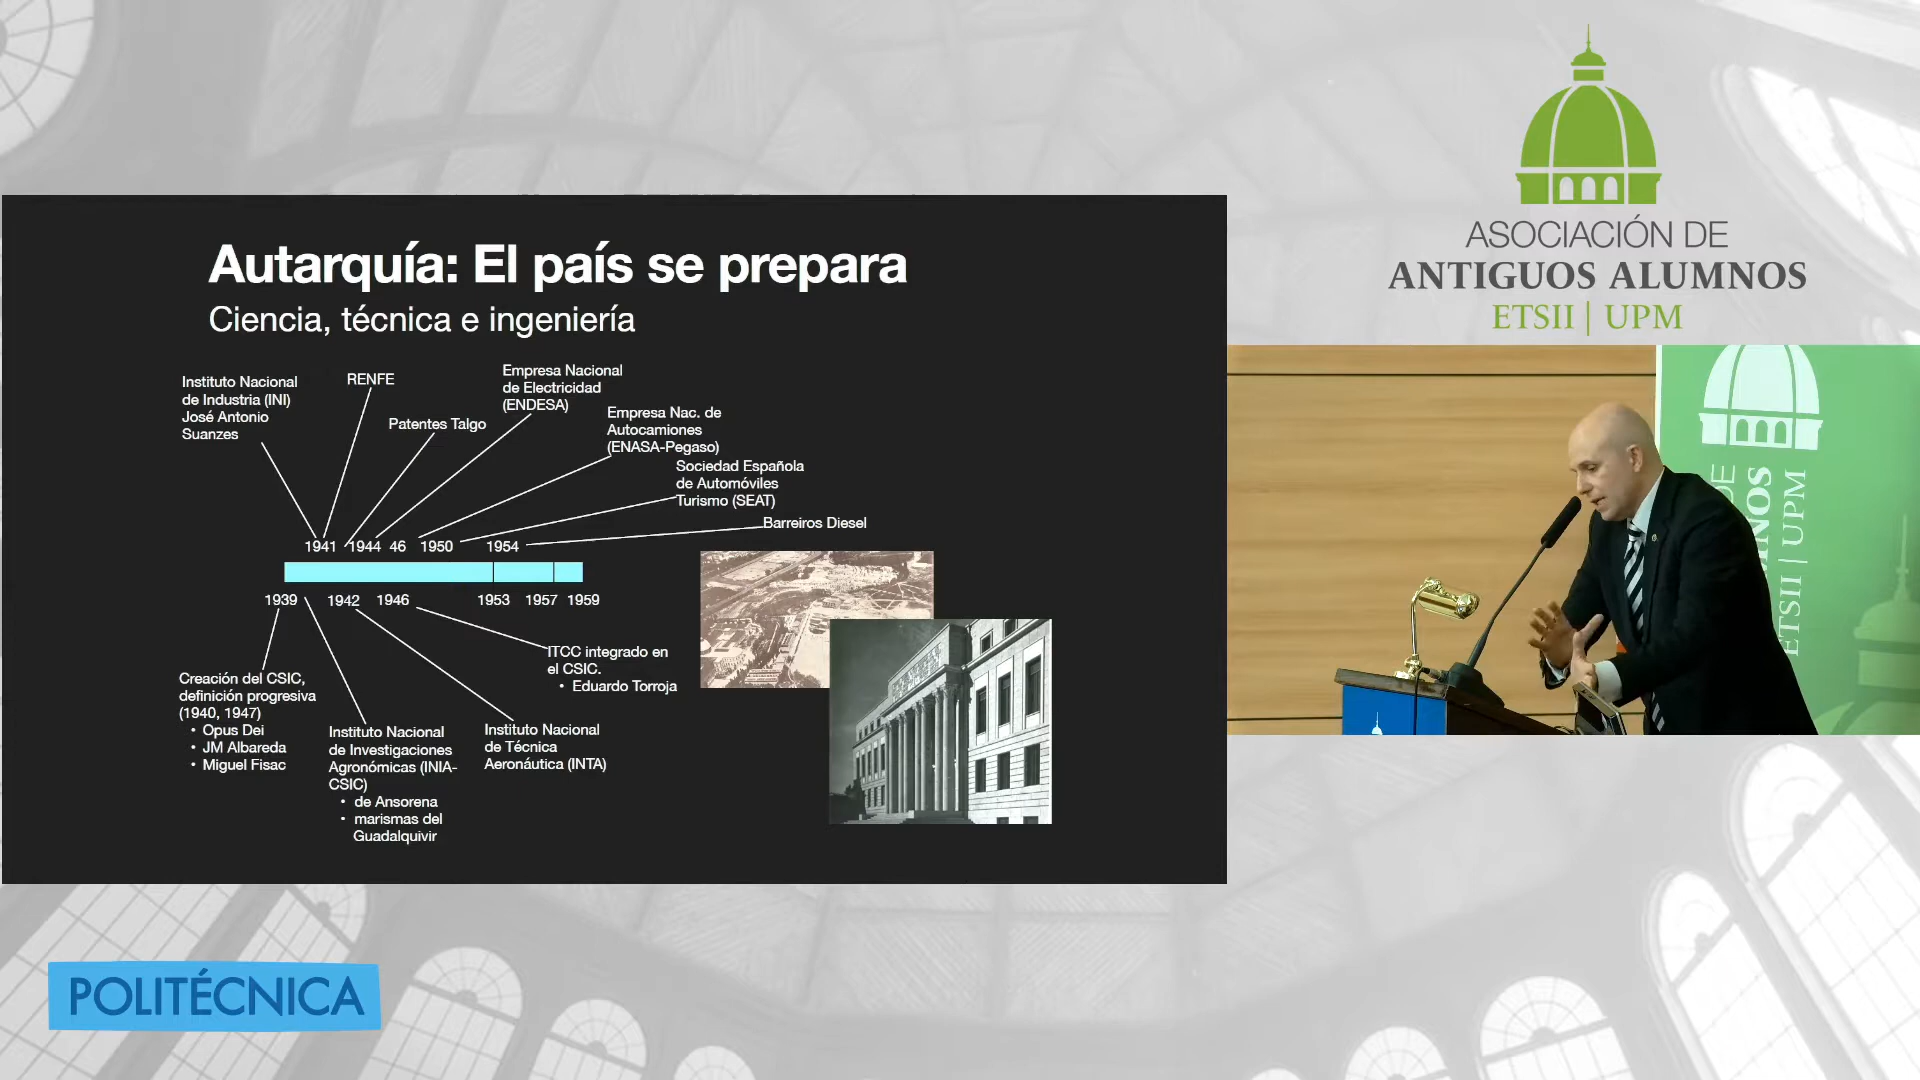 Autarquía: El país se prepara
Ciencia, técnica e ingeniería
Instituto Nacional
de Industria (INI)
José Antonio
Suanzes
RENFE
Patentes Talgo
Empresa Nacional
de Electricidad
(ENDESA)
Empresa Nac. de
Autocamiones
(ENASA-Pegaso)
Sociedad Española
de Automóviles
Turismo (SEAT)
Barreiros Diesel
1941 1944 46 1950 1954
1939 1942 1946 1953 1957 1959
Creación del CSIC,
definición progresiva
(1940, 1947)
• Opus Dei
• JM Albareda
• Miguel Fisac
Instituto Nacional
de Investigaciones
Agronómicas (INIA-
CSIC)
• de Ansorena
• marismas del
Guadalquivir
Instituto Nacional
de Técnica
Aeronáutica (INTA)
ITCC integrado en
el CSIC.
• Eduardo Torroja
ASOCIACIÓN DE
ANTIGUOS ALUMNOS
ETSII | UPM
DE
NOS
ETSII | UPM
POLITÉCNICA